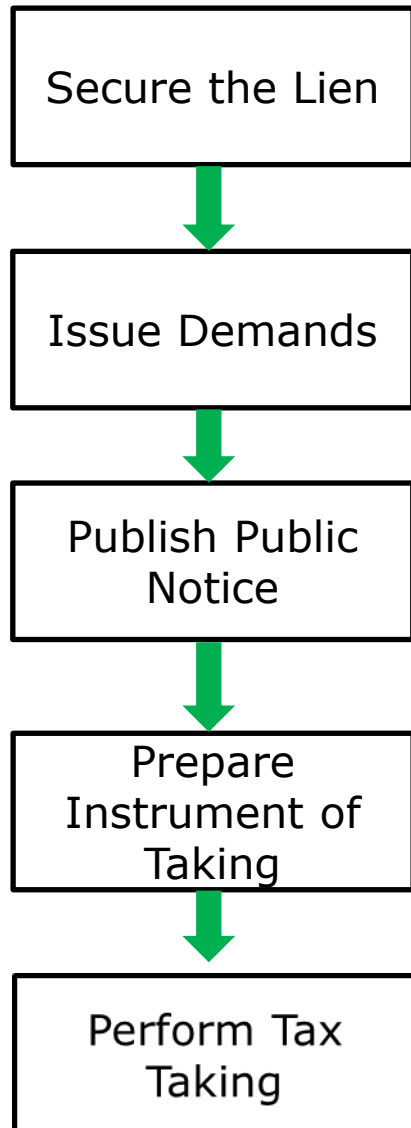 Secure the Lien
Issue Demands
Publish Public
Notice
Prepare
Instrument of
Taking
Perform Tax
Taking